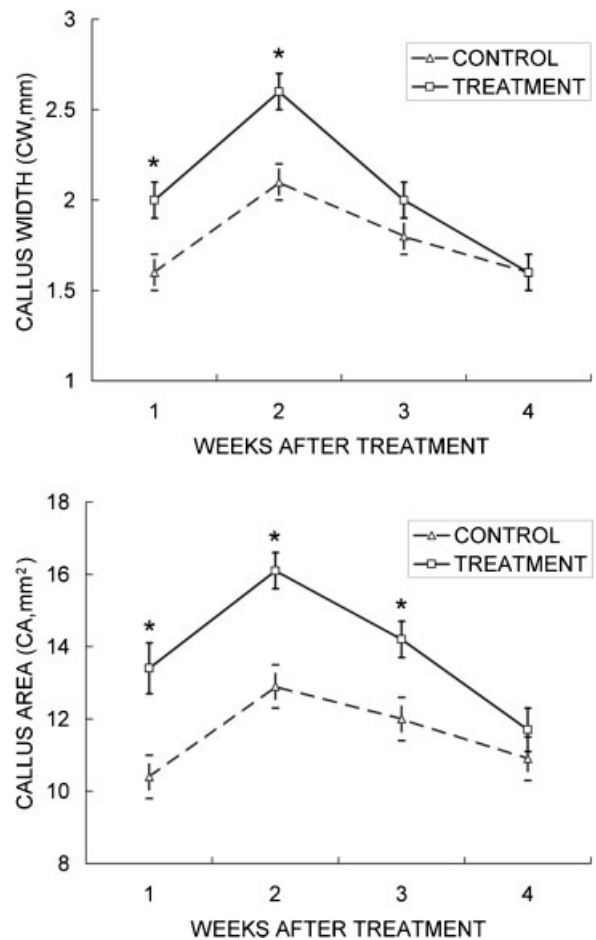 CALLUS WIDTH (CW,mm)
3
2.5
2
1.5
1
*
*
CONTROL
TREATMENT
1 2 3 4
WEEKS AFTER TREATMENT
CALLUS AREA (CA,mm²)
18
16
14
12
10
8
*
*
*
CONTROL
TREATMENT
1 2 3 4
WEEKS AFTER TREATMENT